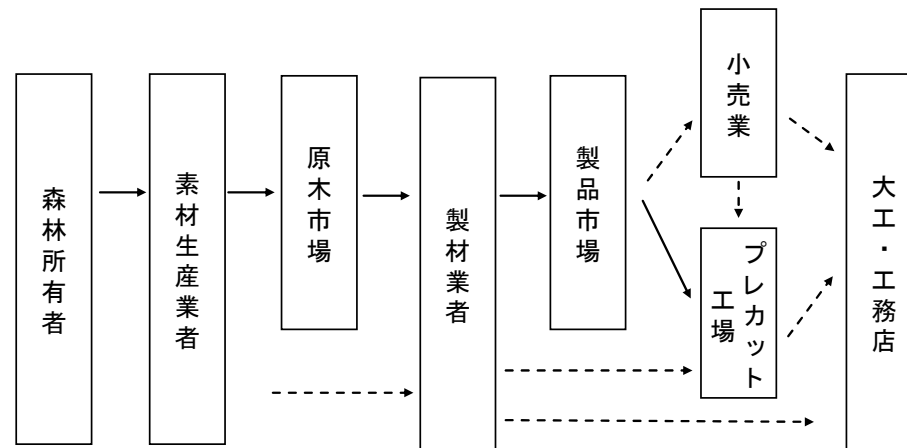 森林所有者
素材生産業者
原木市場
製材業者
製品市場
小売業
プレカット
工場
大工・工務店